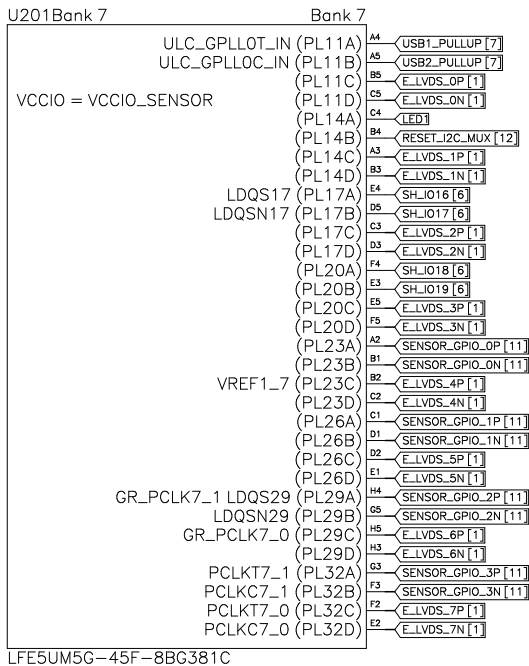 U201Bank 7 Bank 7
ULC_GPLL0T_IN (PL11A) A4 USB1_PULLUP [7]
ULC_GPLL0C_IN (PL11B) A5 USB2_PULLUP [7]
(PL11C) B5 E_LVDS_0P [1]
VCCIO = VCCIO_SENSOR (PL11D) C5 E_LVDS_0N [1]
(PL14A) C4 LED1
(PL14B) B4 RESET_I2C_MUX [12]
(PL14C) A3 E_LVDS_1P [1]
(PL14D) B3 E_LVDS_1N [1]
LDQS17 (PL17A) E4 SH_IO16 [6]
LDQSN17 (PL17B) D5 SH_IO17 [6]
(PL17C) C3 E_LVDS_2P [1]
(PL17D) D3 E_LVDS_2N [1]
(PL20A) F4 SH_IO18 [6]
(PL20B) E3 SH_IO19 [6]
(PL20C) E5 E_LVDS_3P [1]
(PL20D) F5 E_LVDS_3N [1]
(PL23A) A2 SENSOR_GPIO_0P [11]
(PL23B) B1 SENSOR_GPIO_0N [11]
VREF1_7 (PL23C) B2 E_LVDS_4P [1]
(PL23D) C2 E_LVDS_4N [1]
(PL26A) C1 SENSOR_GPIO_1P [11]
(PL26B) D1 SENSOR_GPIO_1N [11]
(PL26C) D2 E_LVDS_5P [1]
(PL26D) E1 E_LVDS_5N [1]
GR_PCLK7_1 LDQS29 (PL29A) H4 SENSOR_GPIO_2P [11]
LDQSN29 (PL29B) G5 SENSOR_GPIO_2N [11]
GR_PCLK7_0 (PL29C) H5 E_LVDS_6P [1]
(PL29D) H3 E_LVDS_6N [1]
PCLKT7_1 (PL32A) G3 SENSOR_GPIO_3P [11]
PCLKC7_1 (PL32B) F3 SENSOR_GPIO_3N [11]
PCLKT7_0 (PL32C) F2 E_LVDS_7P [1]
PCLKC7_0 (PL32D) E2 E_LVDS_7N [1]
LFE5UM5G-45F-8BG381C